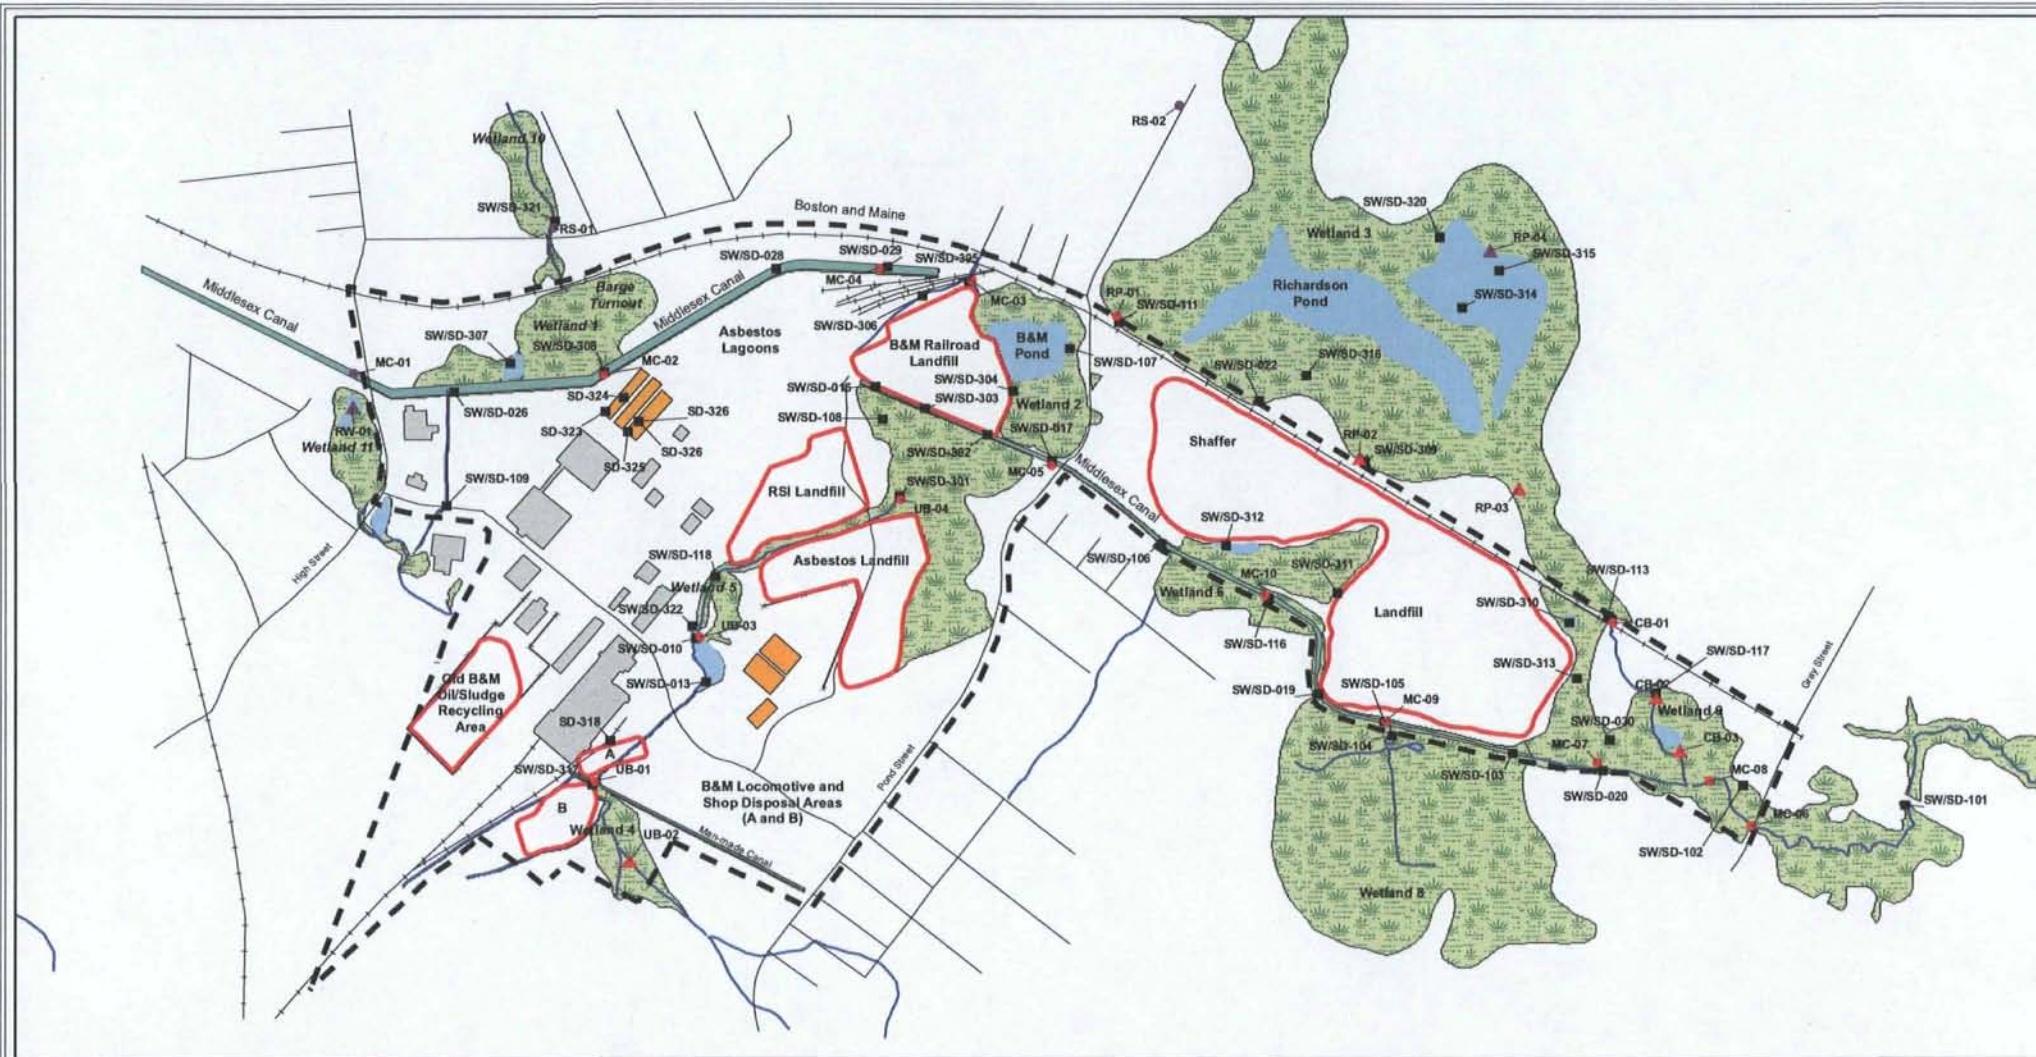 RS-02
Wetland 10
SW/SD-321
RS-01
Boston and Maine
SW/SD-320
Wetland 3
RP-04
SW/SD-315
SW/SD-314
Richardson
Pond
Middlesex Canal
SW/SD-028
SW/SD-029
SW/SD-305
MC-04
MC-03
Barge
Turnout
Wetland 1
Middlesex Canal
Asbestos
Lagoons
SW/SD-306
RP-01
SW/SD-111
SW/SD-307
SW/SD-308
MC-01
MC-02
B&M Railroad
Landfill
B&M
Pond
SW/SD-107
SW/SD-022
SW/SD-316
SW/SD-015
SW/SD-304
SW/SD-303
Wetland 2
SW/SD-026
SD-324
SD-326
SD-323
SD-326
SD-325
SW/SD-108
SW/SD-017
SW/SD-302
MC-05
Middlesex Canal
RW-01
Wetland 11
Shaffer
RP-02
SW/SD-309
SW/SD-109
RSI Landfill
SW/SD-301
UB-04
RP-03
SW/SD-312
High Street
SW/SD-118
Asbestos Landfill
SW/SD-106
MC-10
SW/SD-311
SW/SD-113
Wetland 5
Wetland 6
SW/SD-322
Landfill
SW/SD-310
CB-01
UB-03
SW/SD-010
SW/SD-116
SW/SD-117
Gray Street
SW/SD-313
SW/SD-013
Old B&M
Oil/Sludge
Recycling
Area
SW/SD-019
SW/SD-105
MC-09
CB-02
Wetland 9
SD-318
A
SW/SD-030
SW/SD-104
MC-07
CB-03
SW/SD-317
UB-01
SW/SD-103
MC-08
B&M Locomotive and
Shop Disposal Areas
(A and B)
Pond Street
SW/SD-020
SW/SD-101
B
Wetland 4
UB-02
Man-made Canal
MC-06
SW/SD-102
Wetland 8